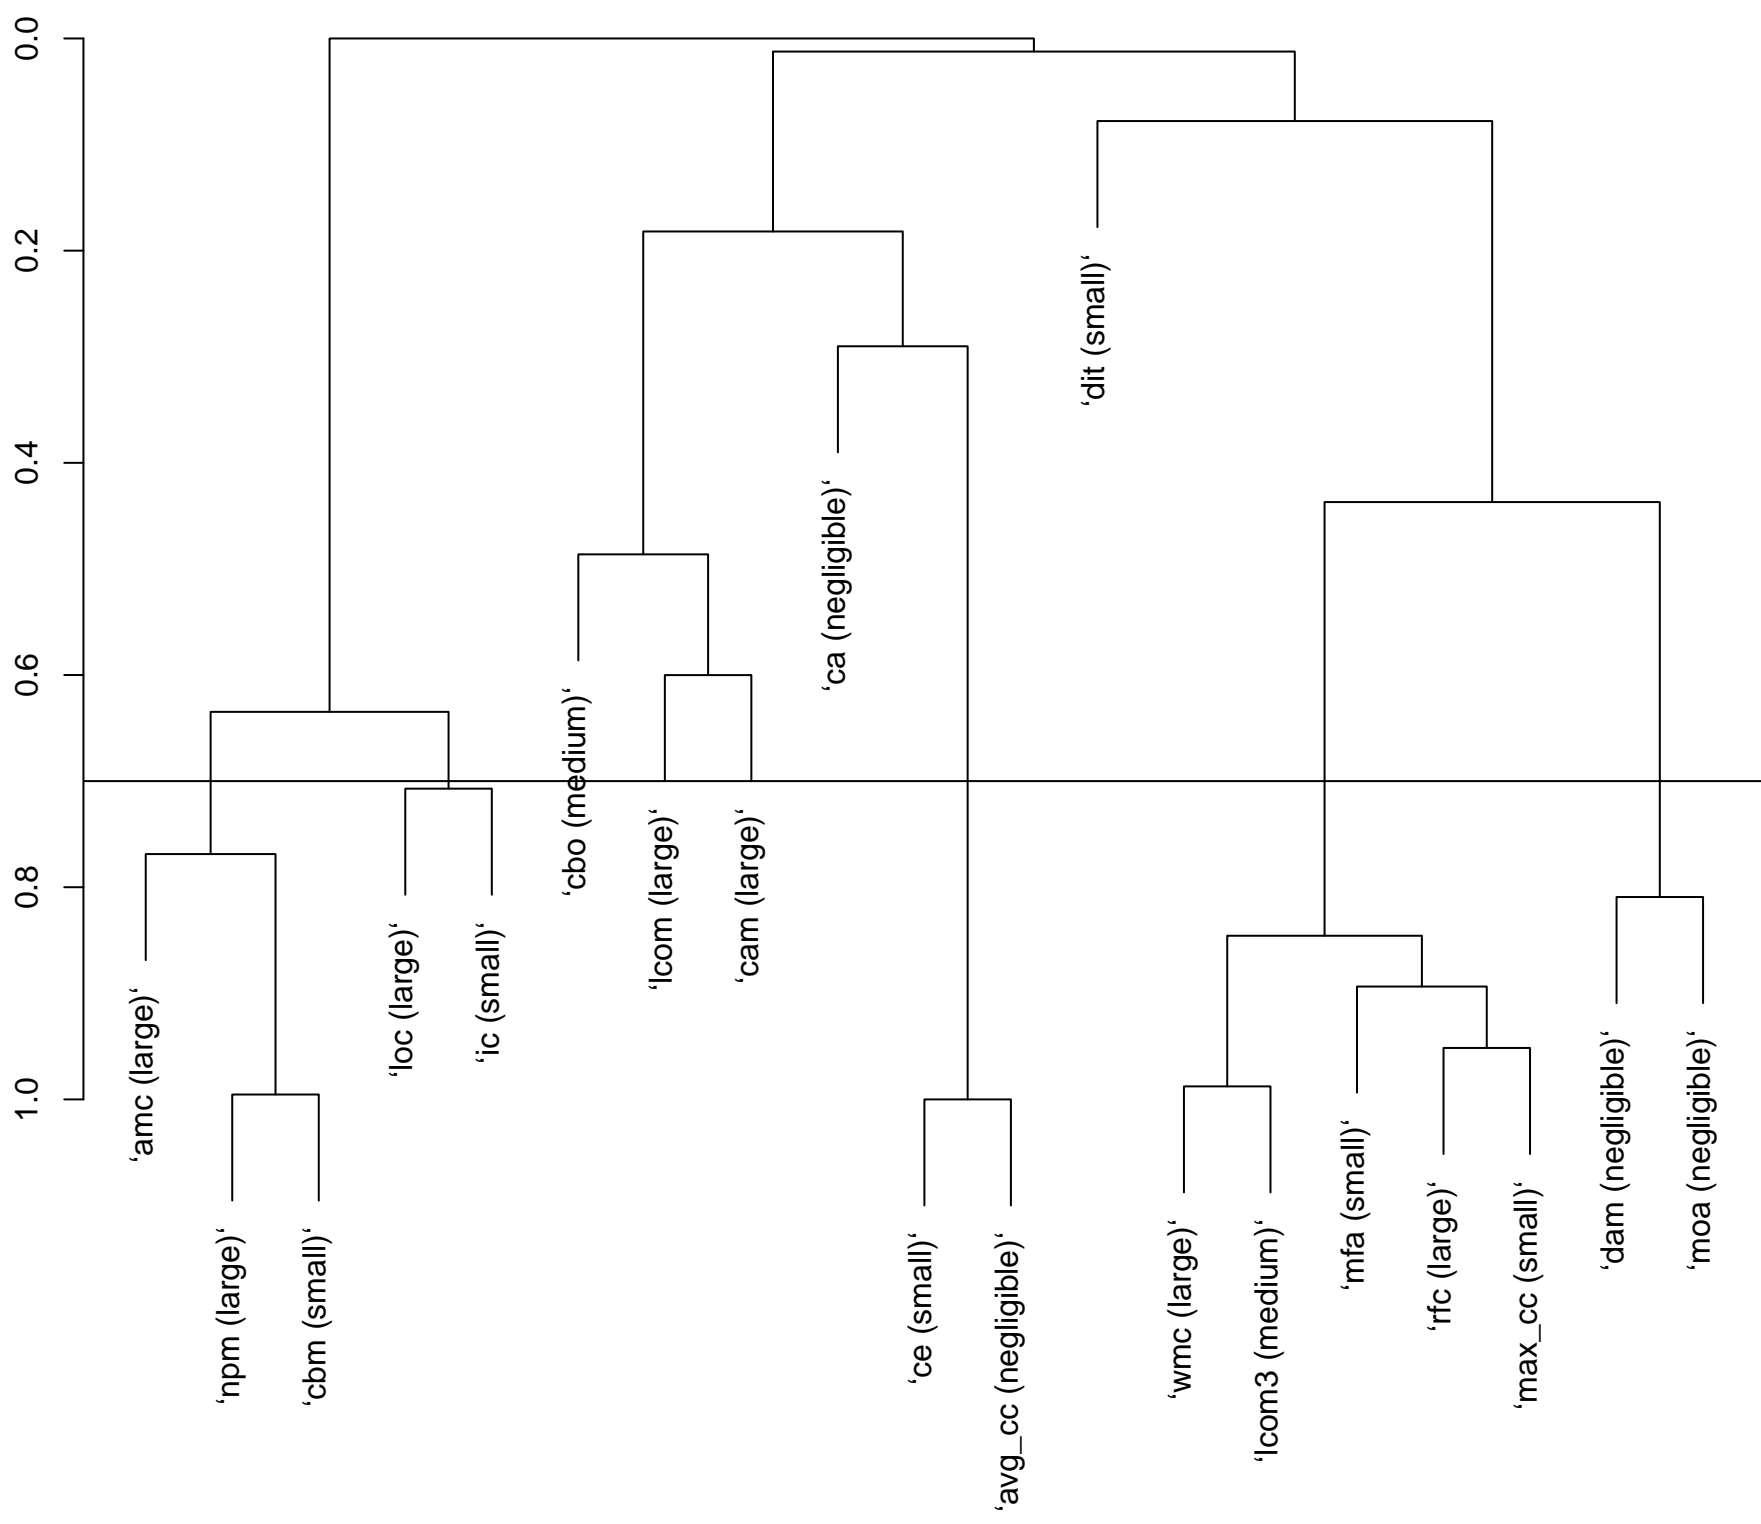 0.0
0.2
0.4
0.6
0.8
1.0
‘amc (large)‘
‘npm (large)‘
‘cbm (small)‘
‘loc (large)‘
‘ic (small)‘
‘cbo (medium)‘
‘lcom (large)‘
‘cam (large)‘
‘ca (negligible)‘
‘ce (small)‘
‘avg_cc (negligible)‘
‘dit (small)‘
‘wmc (large)‘
‘lcom3 (medium)‘
‘mfa (small)‘
‘rfc (large)‘
‘max_cc (small)‘
‘dam (negligible)‘
‘moa (negligible)‘